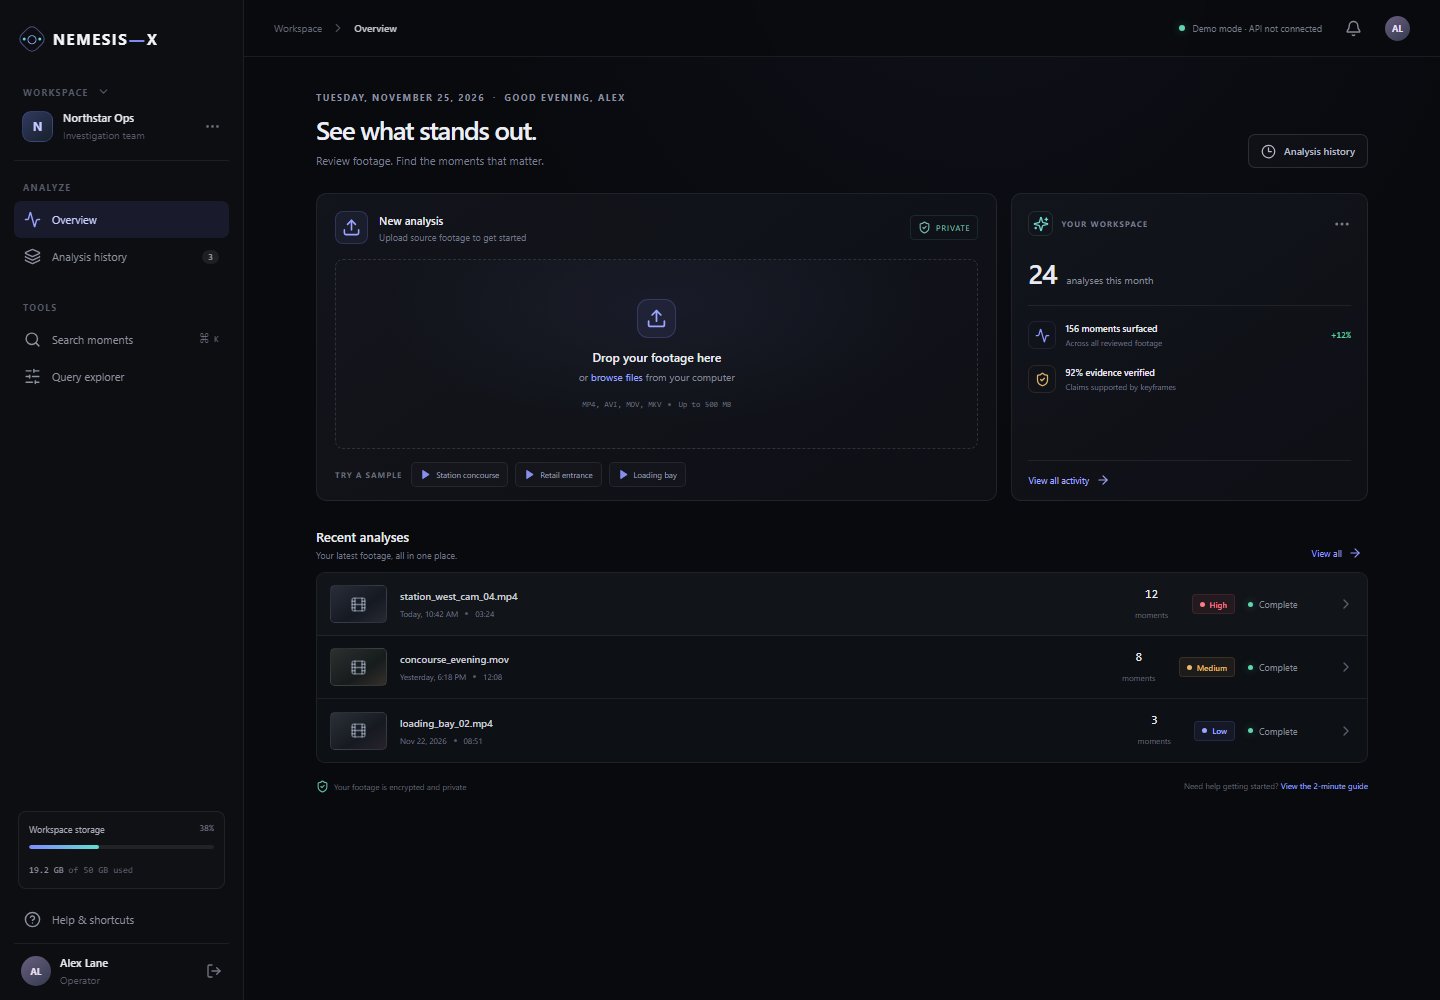 NEMESIS—X
WORKSPACE
N
Northstar Ops
Investigation team
ANALYZE
Overview
Analysis history
3
TOOLS
Search moments
⌘ K
Query explorer
Workspace storage
38%
19.2 GB of 50 GB used
Help & shortcuts
AL
Alex Lane
Operator
Workspace
Overview
Demo mode · API not connected
AL
TUESDAY, NOVEMBER 25, 2026 · GOOD EVENING, ALEX
See what stands out.
Review footage. Find the moments that matter.
Analysis history
New analysis
Upload source footage to get started
PRIVATE
Drop your footage here
or browse files from your computer
MP4, AVI, MOV, MKV • Up to 500 MB
TRY A SAMPLE
Station concourse
Retail entrance
Loading bay
YOUR WORKSPACE
24 analyses this month
156 moments surfaced
Across all reviewed footage
+12%
92% evidence verified
Claims supported by keyframes
View all activity
Recent analyses
Your latest footage, all in one place.
View all
station_west_cam_04.mp4
Today, 10:42 AM • 03:24
12
moments
High
Complete
concourse_evening.mov
Yesterday, 6:18 PM • 12:08
8
moments
Medium
Complete
loading_bay_02.mp4
Nov 22, 2026 • 08:51
3
moments
Low
Complete
Your footage is encrypted and private
Need help getting started? View the 2-minute guide